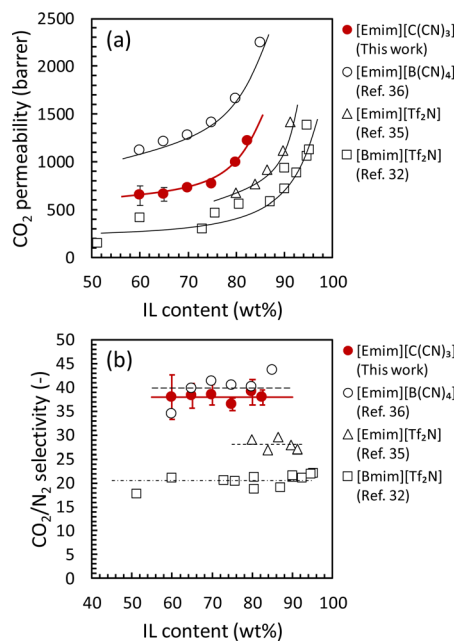 (a)
CO₂ permeability (barrer)
2500
2000
1500
1000
500
0
50 60 70 80 90 100
IL content (wt%)
[Emim][C(CN)₃]
(This work)
[Emim][B(CN)₄]
(Ref. 36)
[Emim][Tf₂N]
(Ref. 35)
[Bmim][Tf₂N]
(Ref. 32)
(b)
CO₂/N₂ selectivity (-)
50
45
40
35
30
25
20
15
10
5
0
40 50 60 70 80 90 100
IL content (wt%)
[Emim][C(CN)₃]
(This work)
[Emim][B(CN)₄]
(Ref. 36)
[Emim][Tf₂N]
(Ref. 35)
[Bmim][Tf₂N]
(Ref. 32)